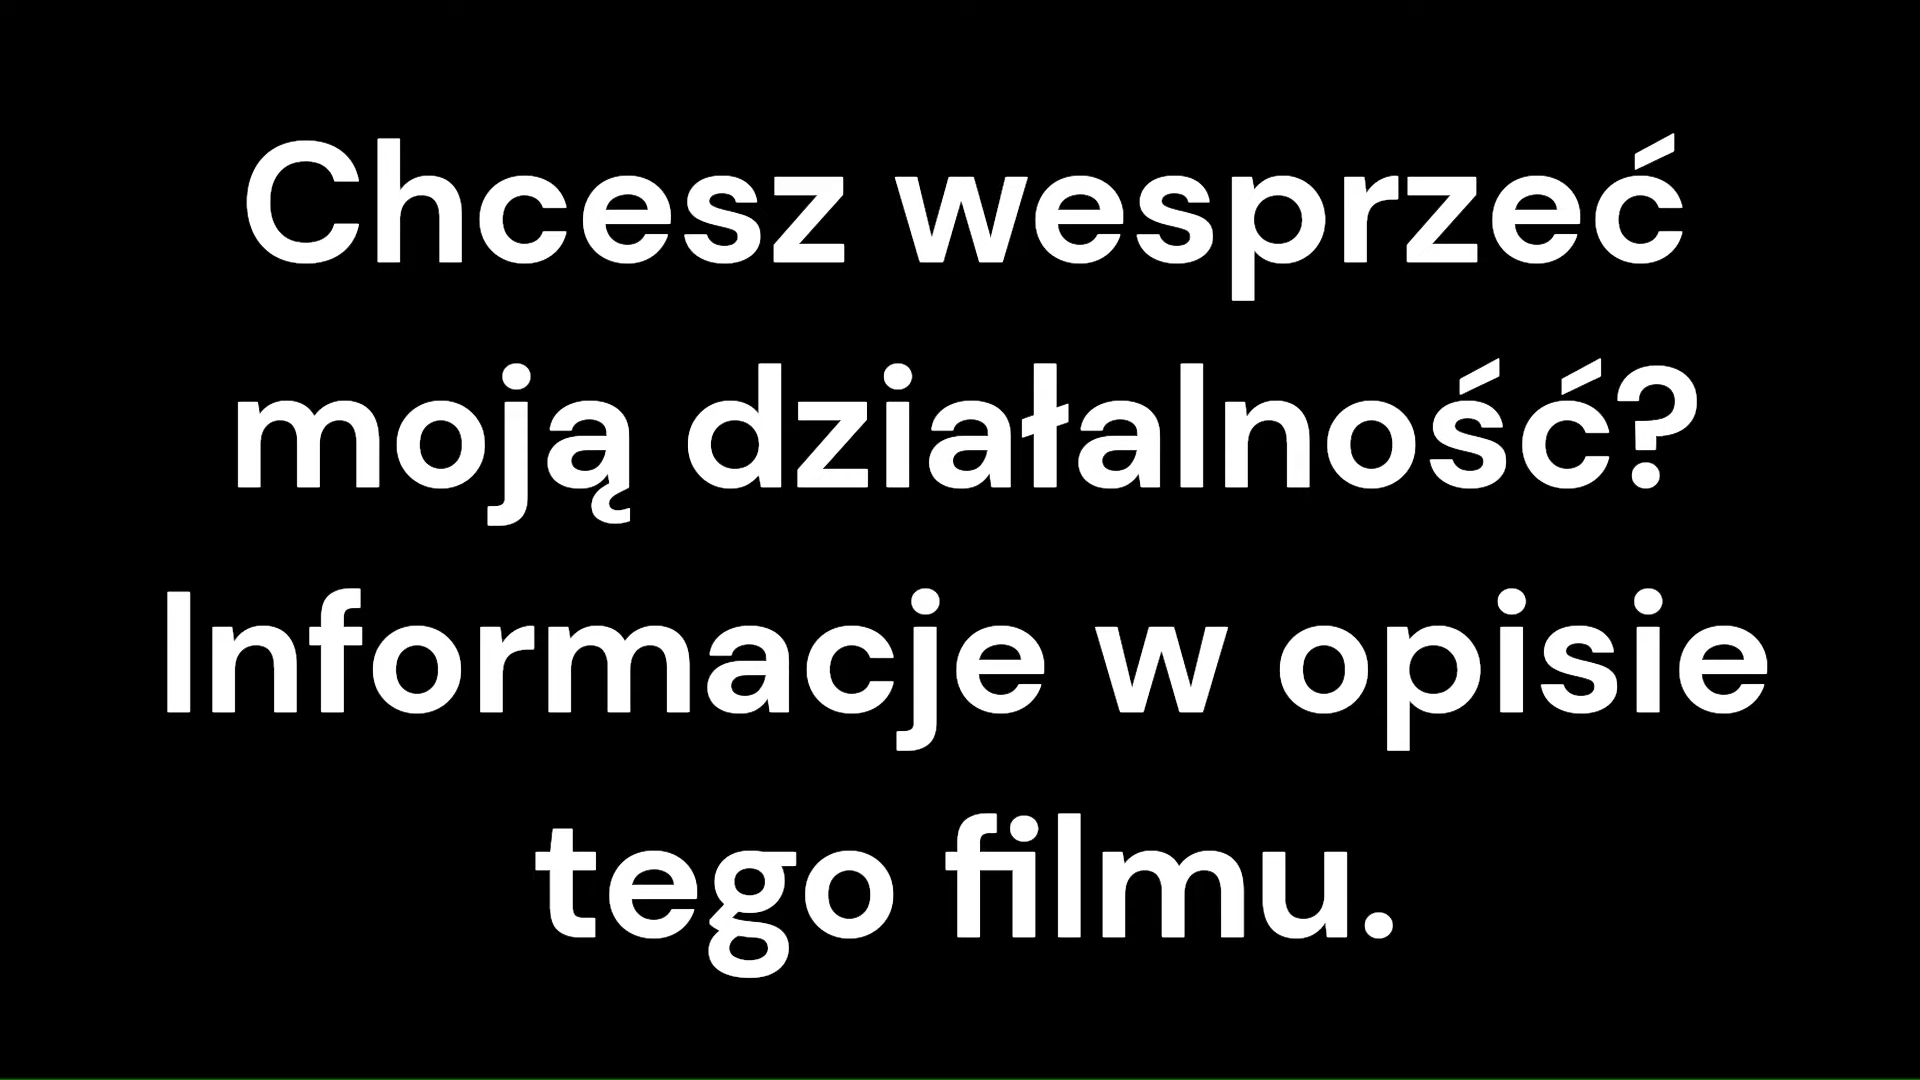 Chcesz wesprzeć
moją działalność?
Informacje w opisie
tego filmu.